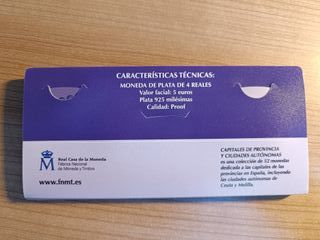 CARACTERÍSTICAS TÉCNICAS:
MONEDA DE PLATA DE 4 REALES
Valor facial: 5 euros
Plata 925 milésimas
Calidad: Proof
M
Real Casa de la Moneda
Fábrica Nacional
de Moneda y Timbre
www.fnmt.es
CAPITALES DE PROVINCIA
Y CIUDADES AUTÓNOMAS
es una colección de 52 monedas
dedicada a las capitales de las
provincias en España, incluyendo
las ciudades autónomas de
Ceuta y Melilla.